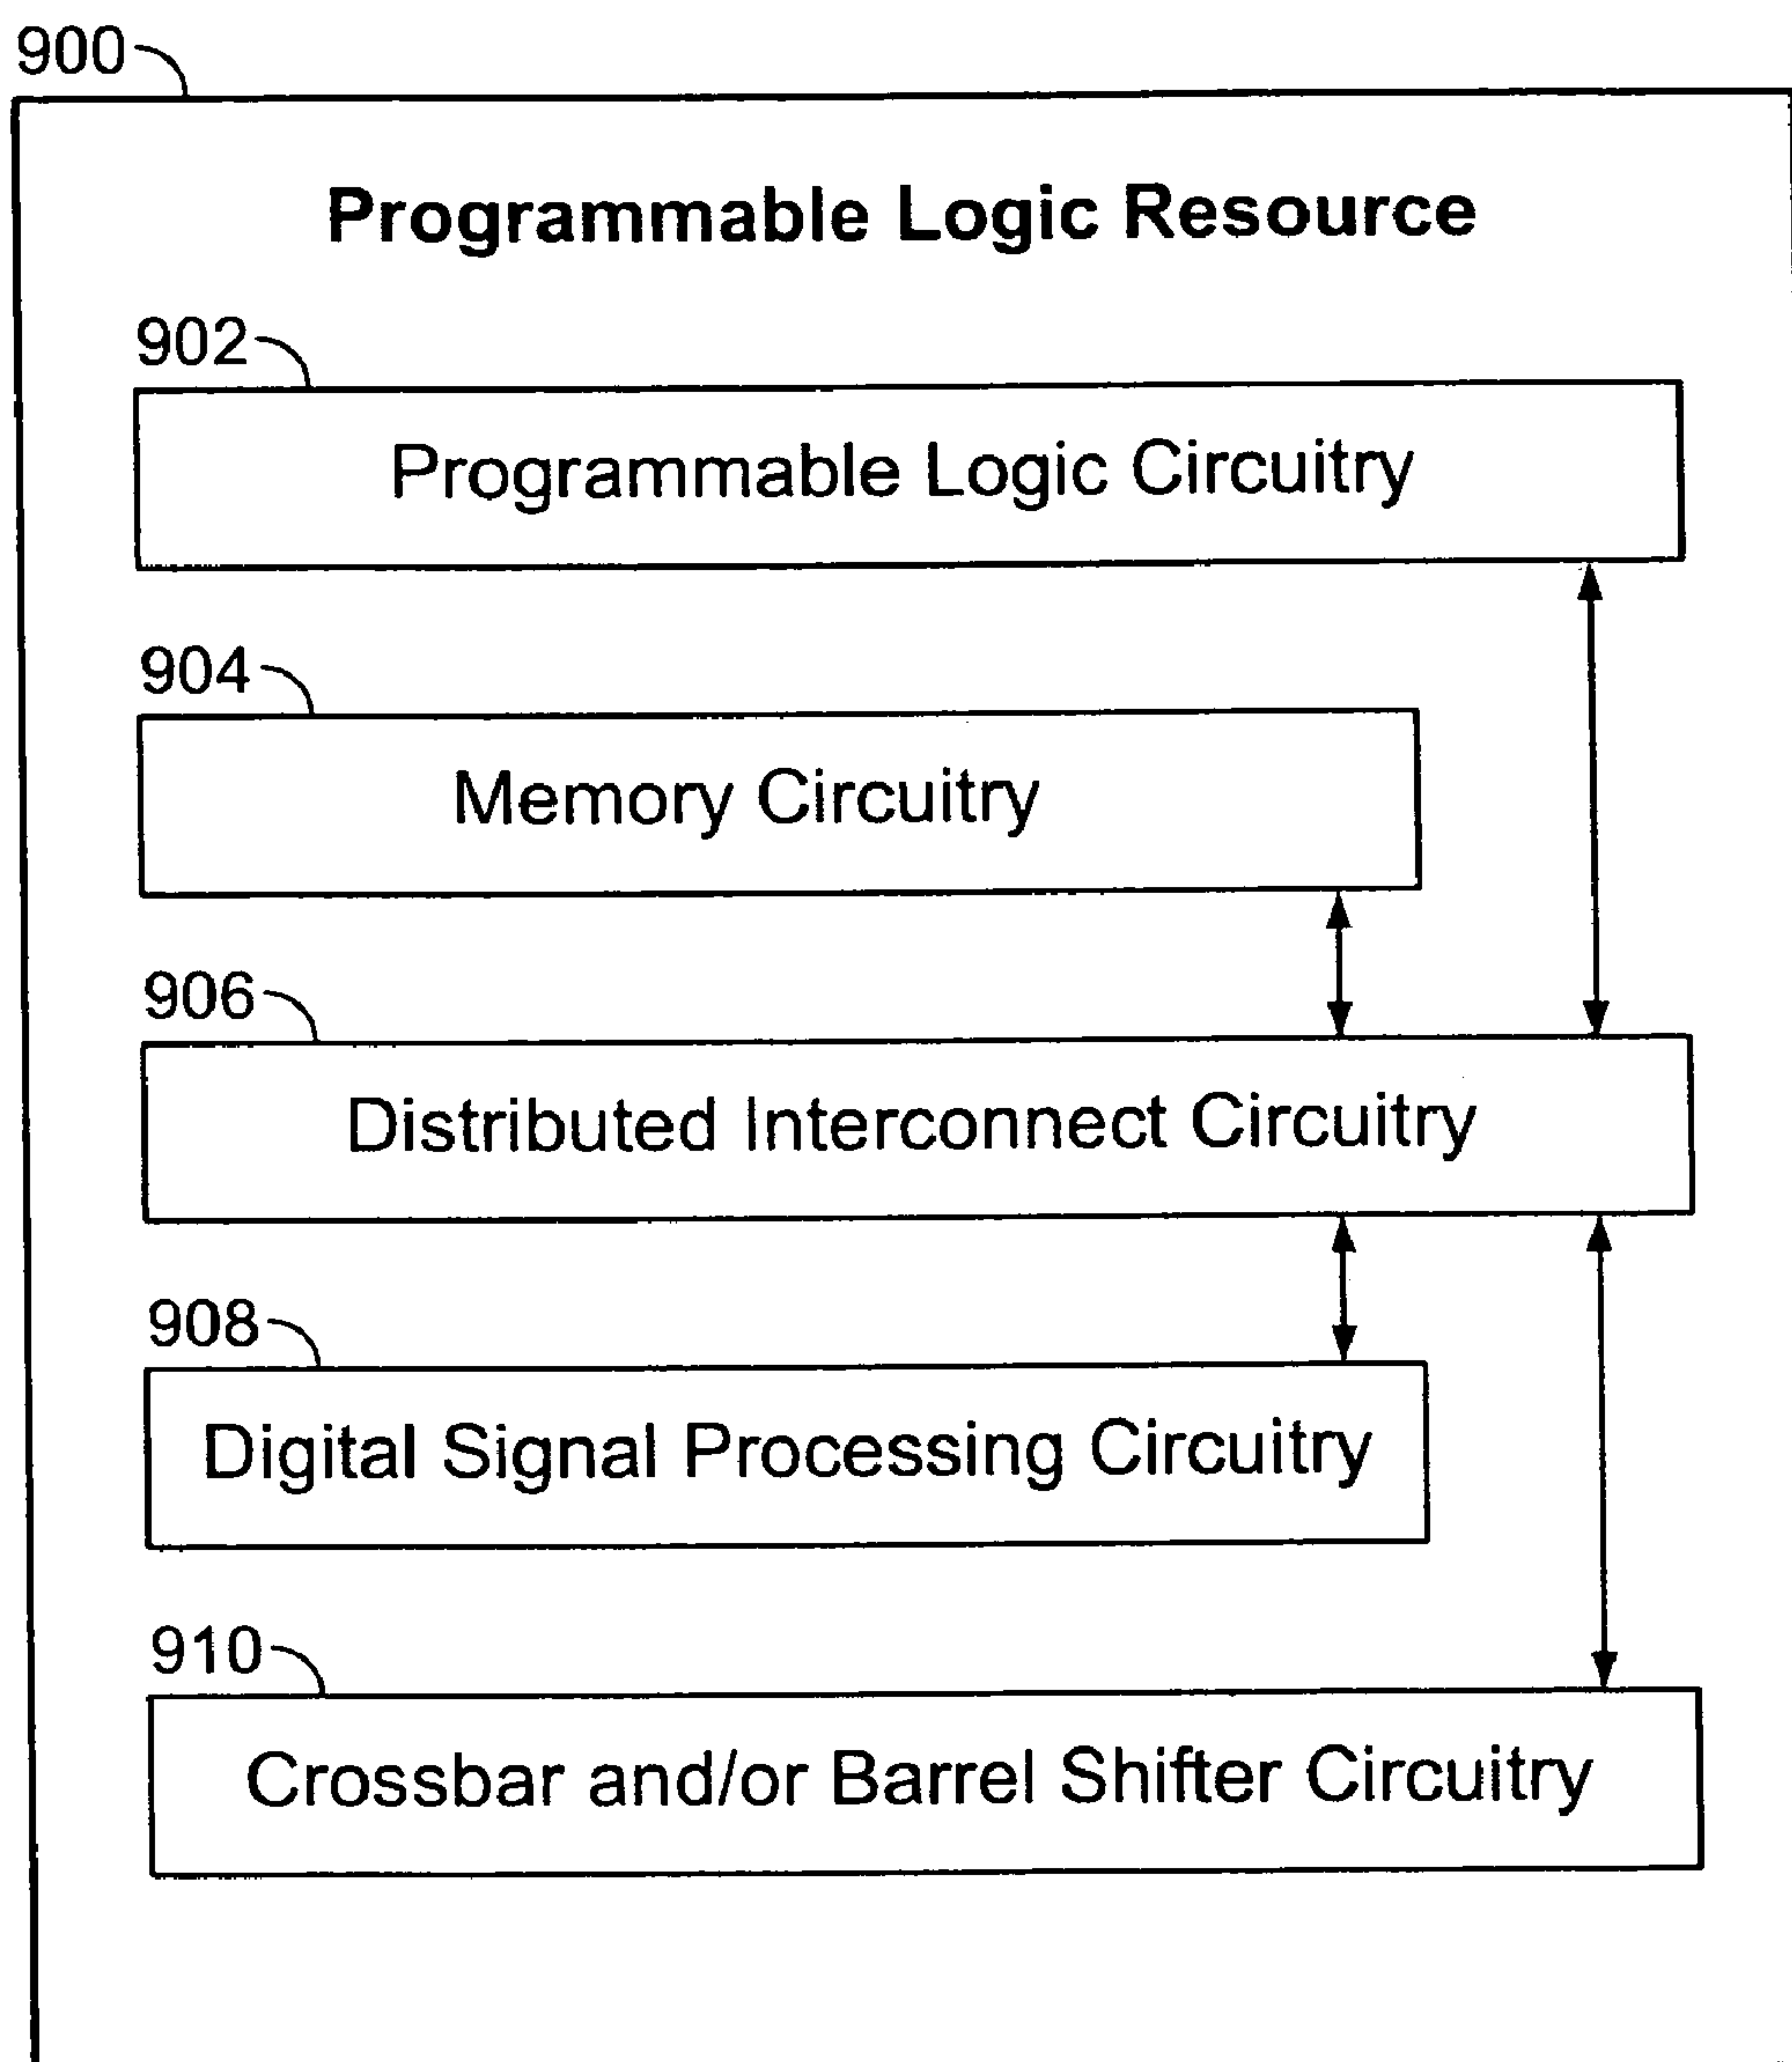 900
Programmable Logic Resource
902
Programmable Logic Circuitry
904
Memory Circuitry
906
Distributed Interconnect Circuitry
908
Digital Signal Processing Circuitry
910
Crossbar and/or Barrel Shifter Circuitry